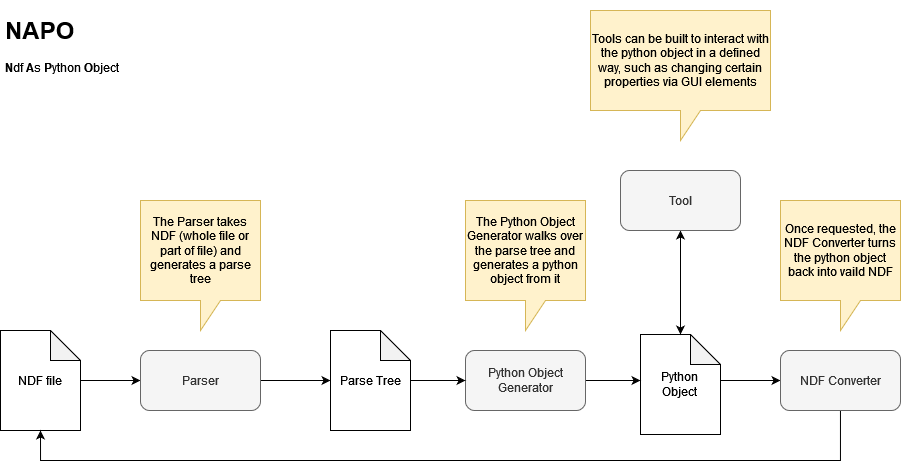 NAPO
Ndf As Python Object
Tools can be built to interact with
the python object in a defined
way, such as changing certain
properties via GUI elements
Tool
The Parser takes
NDF (whole file or
part of file) and
generates a parse
tree
The Python Object
Generator walks over
the parse tree and
generates a python
object from it
Once requested, the
NDF Converter turns
the python object
back into vaild NDF
NDF file
Parser
Parse Tree
Python Object
Generator
Python
Object
NDF Converter